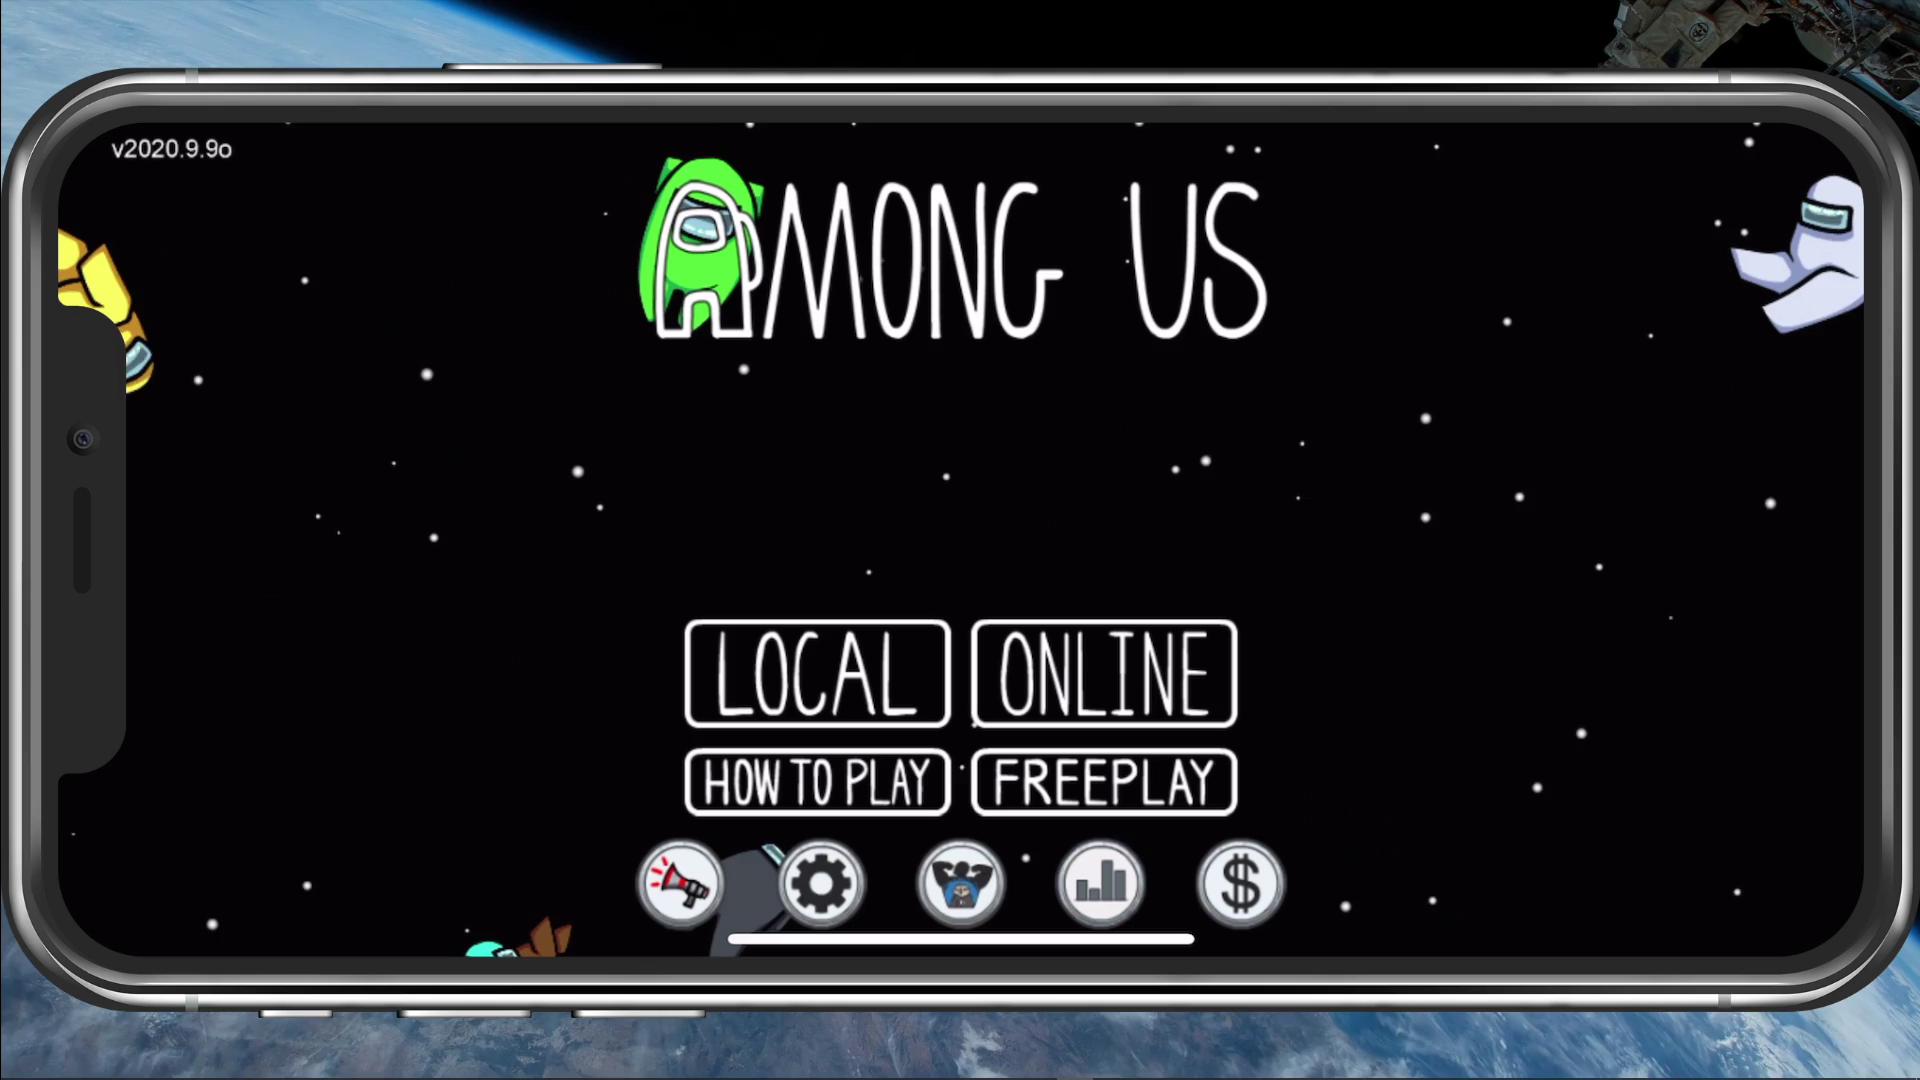 v2020.9.9o
AMONG US
LOCAL
ONLINE
HOW TO PLAY
FREEPLAY
$